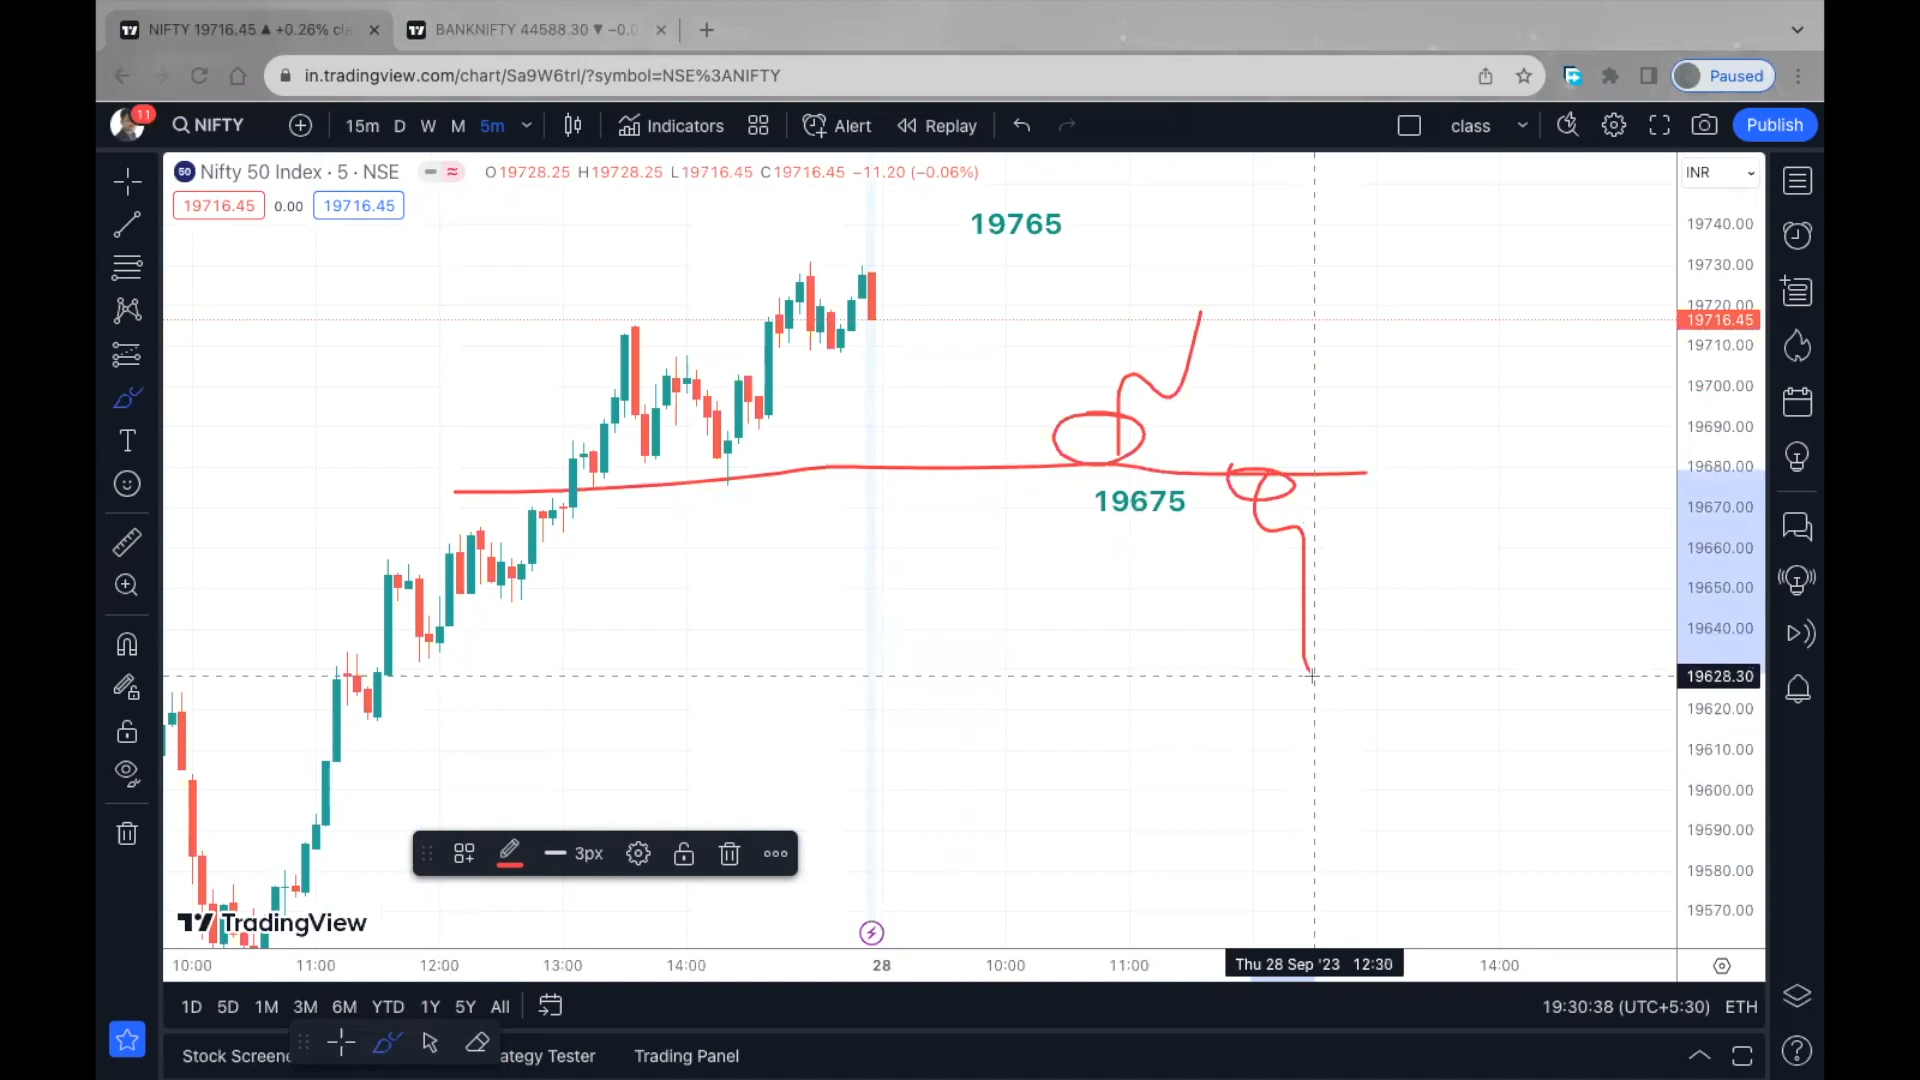 NIFTY 19716.45 ▲ +0.26% cla
BANKNIFTY 44588.30 ▼ −0.0
in.tradingview.com/chart/Sa9W6trl/?symbol=NSE%3ANIFTY
Paused
11
NIFTY
15m D W M 5m
Indicators
Alert
Replay
class
Publish
50 Nifty 50 Index · 5 · NSE
O19728.25 H19728.25 L19716.45 C19716.45 −11.20 (−0.06%)
INR
19716.45 0.00 19716.45
19765
19675
19740.00
19730.00
19720.00
19716.45
19710.00
19700.00
19690.00
19680.00
19670.00
19660.00
19650.00
19640.00
19628.30
19620.00
19610.00
19600.00
19590.00
19580.00
19570.00
3px
TradingView
10:00 11:00 12:00 13:00 14:00 28 10:00 11:00 Thu 28 Sep '23 12:30 14:00
1D 5D 1M 3M 6M YTD 1Y 5Y All
19:30:38 (UTC+5:30) ETH
Stock Screene
ategy Tester
Trading Panel